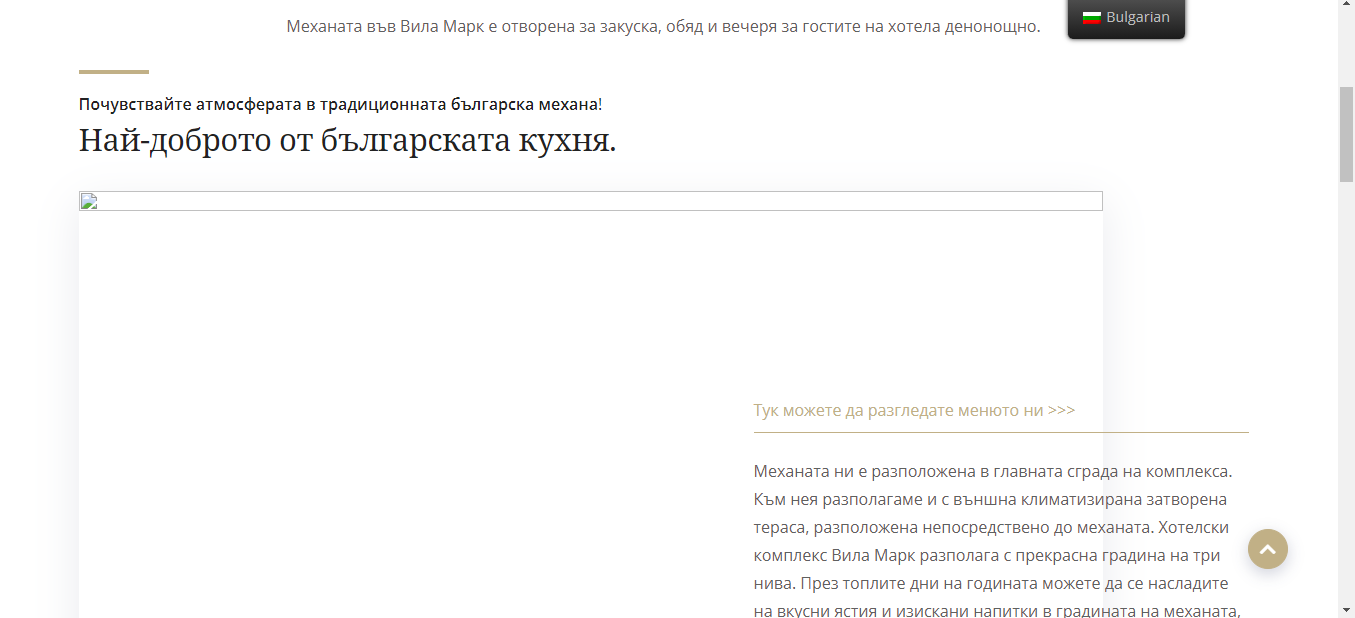 Механата във Вила Марк е отворена за закуска, обяд и вечеря за гостите на хотела денонощно.
Bulgarian
Почувствайте атмосферата в традиционната българска механа!
Най-доброто от българската кухня.
Тук можете да разгледате менюто ни >>>
Механата ни е разположена в главната сграда на комплекса.
Към нея разполагаме и с външна климатизирана затворена
тераса, разположена непосредствено до механата. Хотелски
комплекс Вила Марк разполага с прекрасна градина на три
нива. През топлите дни на годината можете да се насладите
на вкусни ястия и изискани напитки в градината на механата,